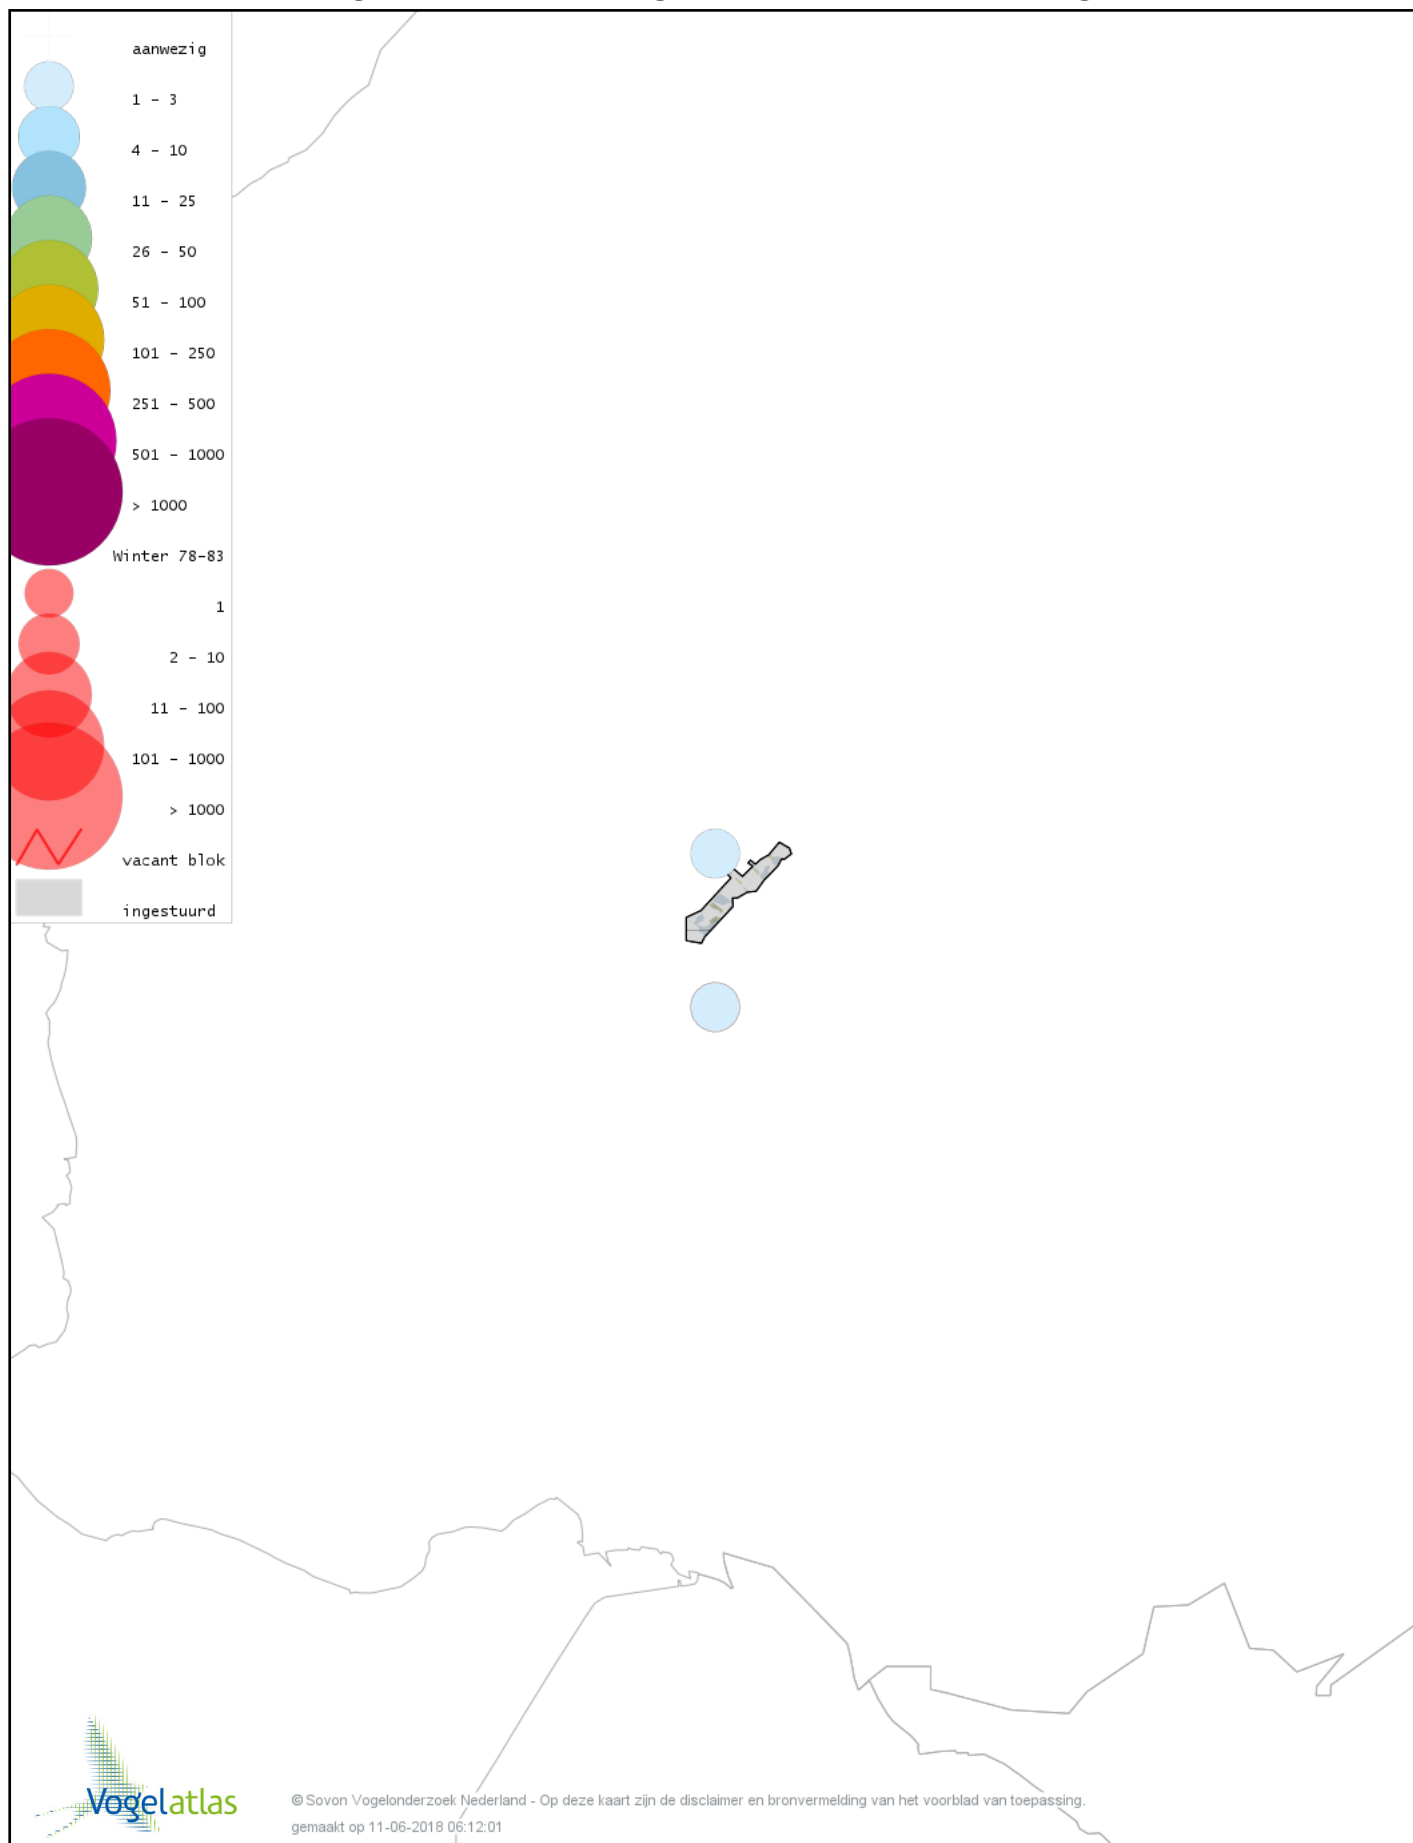 aanwezig
1 - 3
4 - 10
11 - 25
26 - 50
51 - 100
101 - 250
251 - 500
501 - 1000
> 1000
Winter 78-83
1
2 - 10
11 - 100
101 - 1000
> 1000
vacant blok
ingestuurd
Vogelatlas
© Sovon Vogelonderzoek Nederland - Op deze kaart zijn de disclaimer en bronvermelding van het voorblad van toepassing.
gemaakt op 11-06-2018 06:12:01